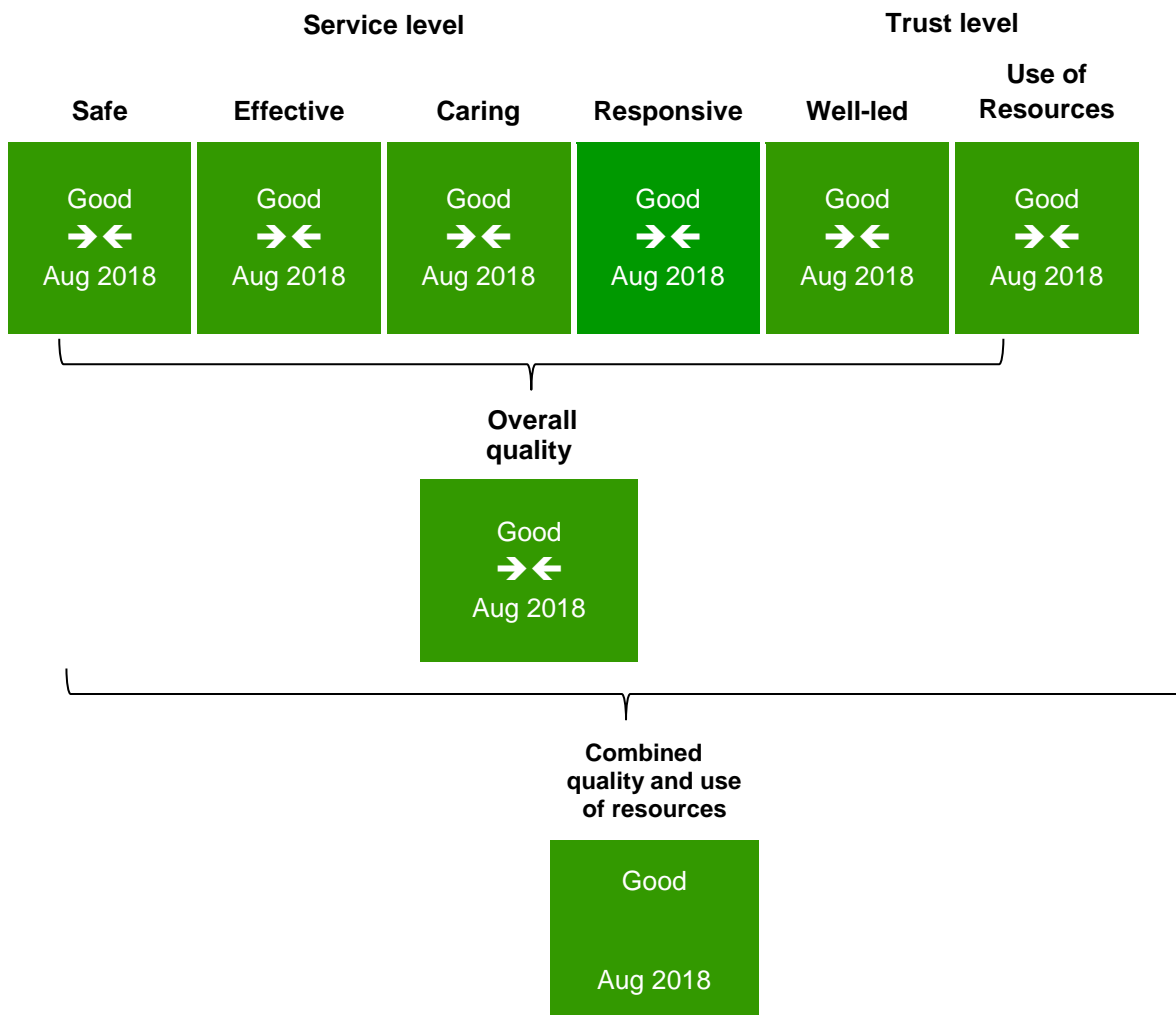 Service level
Trust level
Safe
Effective
Caring
Responsive
Well-led
Use of
Resources
Good
➔←
Aug 2018
Good
➔←
Aug 2018
Good
➔←
Aug 2018
Good
➔←
Aug 2018
Good
➔←
Aug 2018
Good
➔←
Aug 2018
Overall
quality
Good
➔←
Aug 2018
Combined
quality and use
of resources
Good
Aug 2018